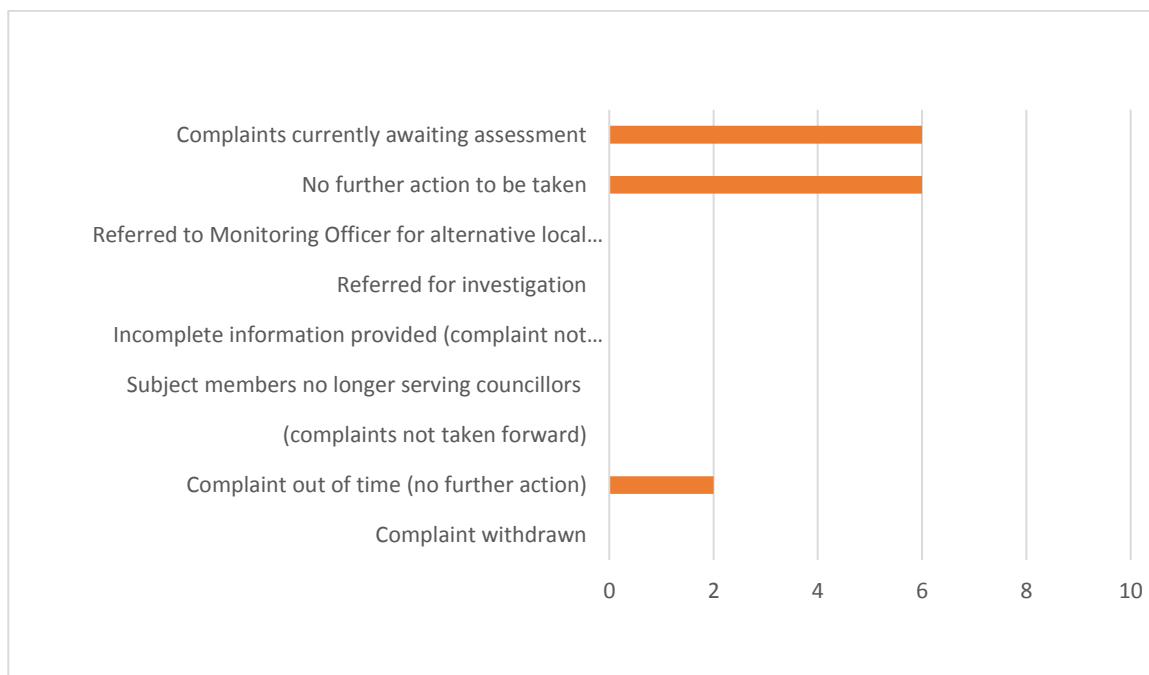 Complaints currently awaiting assessment
No further action to be taken
Referred to Monitoring Officer for alternative local…
Referred for investigation
Incomplete information provided (complaint not…
Subject members no longer serving councillors
(complaints not taken forward)
Complaint out of time (no further action)
Complaint withdrawn
0 2 4 6 8 10